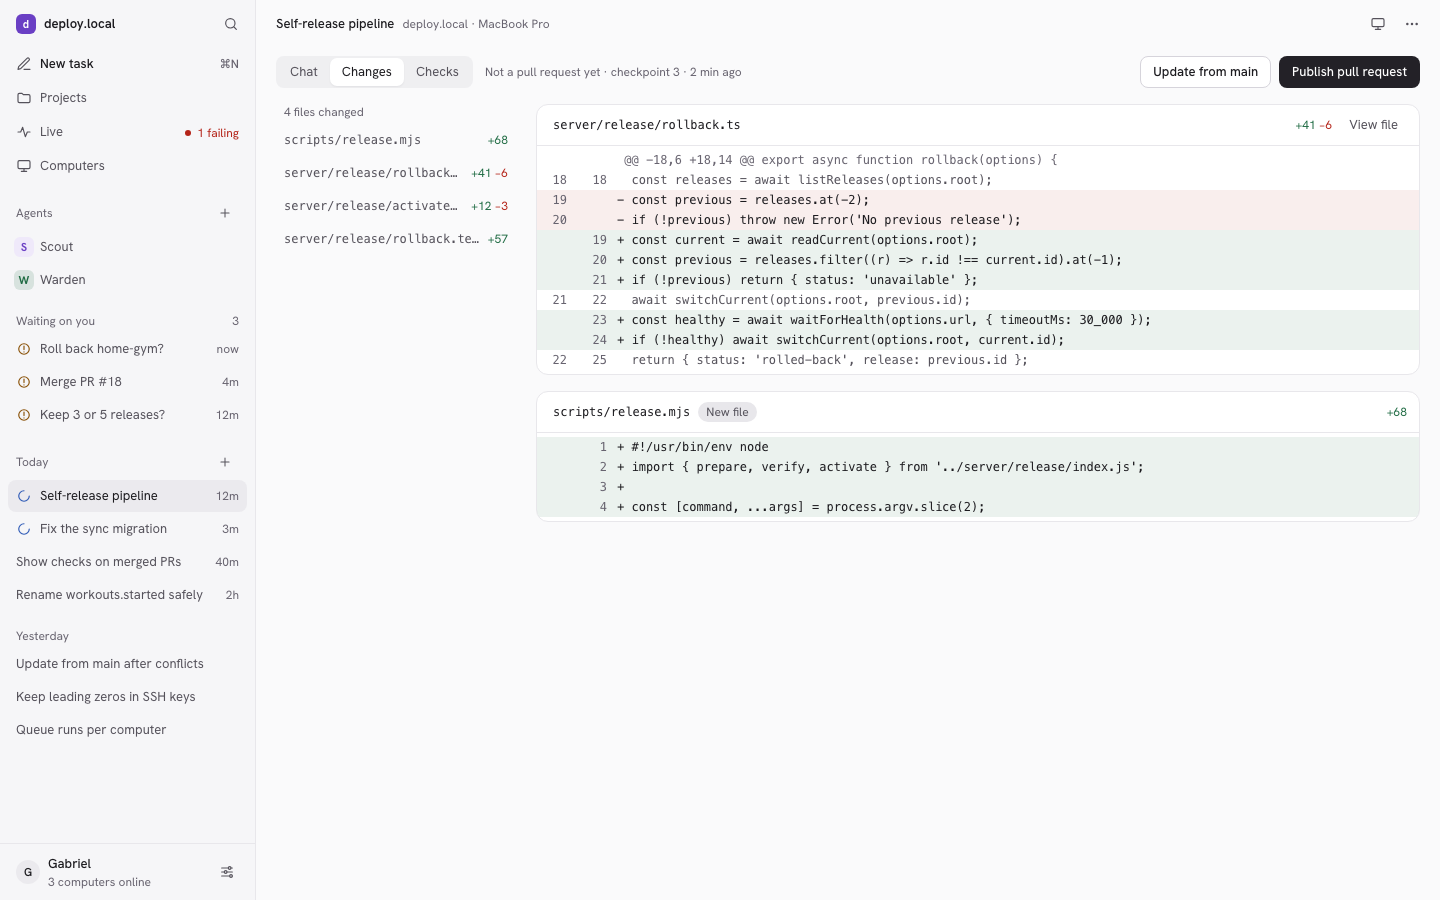 d deploy.local
New task ⌘N
Projects
Live 1 failing
Computers
Agents
S Scout
W Warden
Waiting on you 3
Roll back home-gym? now
Merge PR #18 4m
Keep 3 or 5 releases? 12m
Today
Self-release pipeline 12m
Fix the sync migration 3m
Show checks on merged PRs 40m
Rename workouts.started safely 2h
Yesterday
Update from main after conflicts
Keep leading zeros in SSH keys
Queue runs per computer
G Gabriel
3 computers online
Self-release pipeline deploy.local · MacBook Pro
Chat Changes Checks Not a pull request yet · checkpoint 3 · 2 min ago Update from main Publish pull request
4 files changed
scripts/release.mjs +68
server/release/rollback… +41 −6
server/release/activate… +12 −3
server/release/rollback.te… +57
server/release/rollback.ts +41 −6 View file
@@ −18,6 +18,14 @@ export async function rollback(options) {
18 18 const releases = await listReleases(options.root);
19 − const previous = releases.at(−2);
20 − if (!previous) throw new Error('No previous release');
19 + const current = await readCurrent(options.root);
20 + const previous = releases.filter((r) => r.id !== current.id).at(−1);
21 + if (!previous) return { status: 'unavailable' };
21 22 await switchCurrent(options.root, previous.id);
23 + const healthy = await waitForHealth(options.url, { timeoutMs: 30_000 });
24 + if (!healthy) await switchCurrent(options.root, current.id);
22 25 return { status: 'rolled-back', release: previous.id };
scripts/release.mjs New file +68
1 + #!/usr/bin/env node
2 + import { prepare, verify, activate } from '../server/release/index.js';
3 +
4 + const [command, ...args] = process.argv.slice(2);